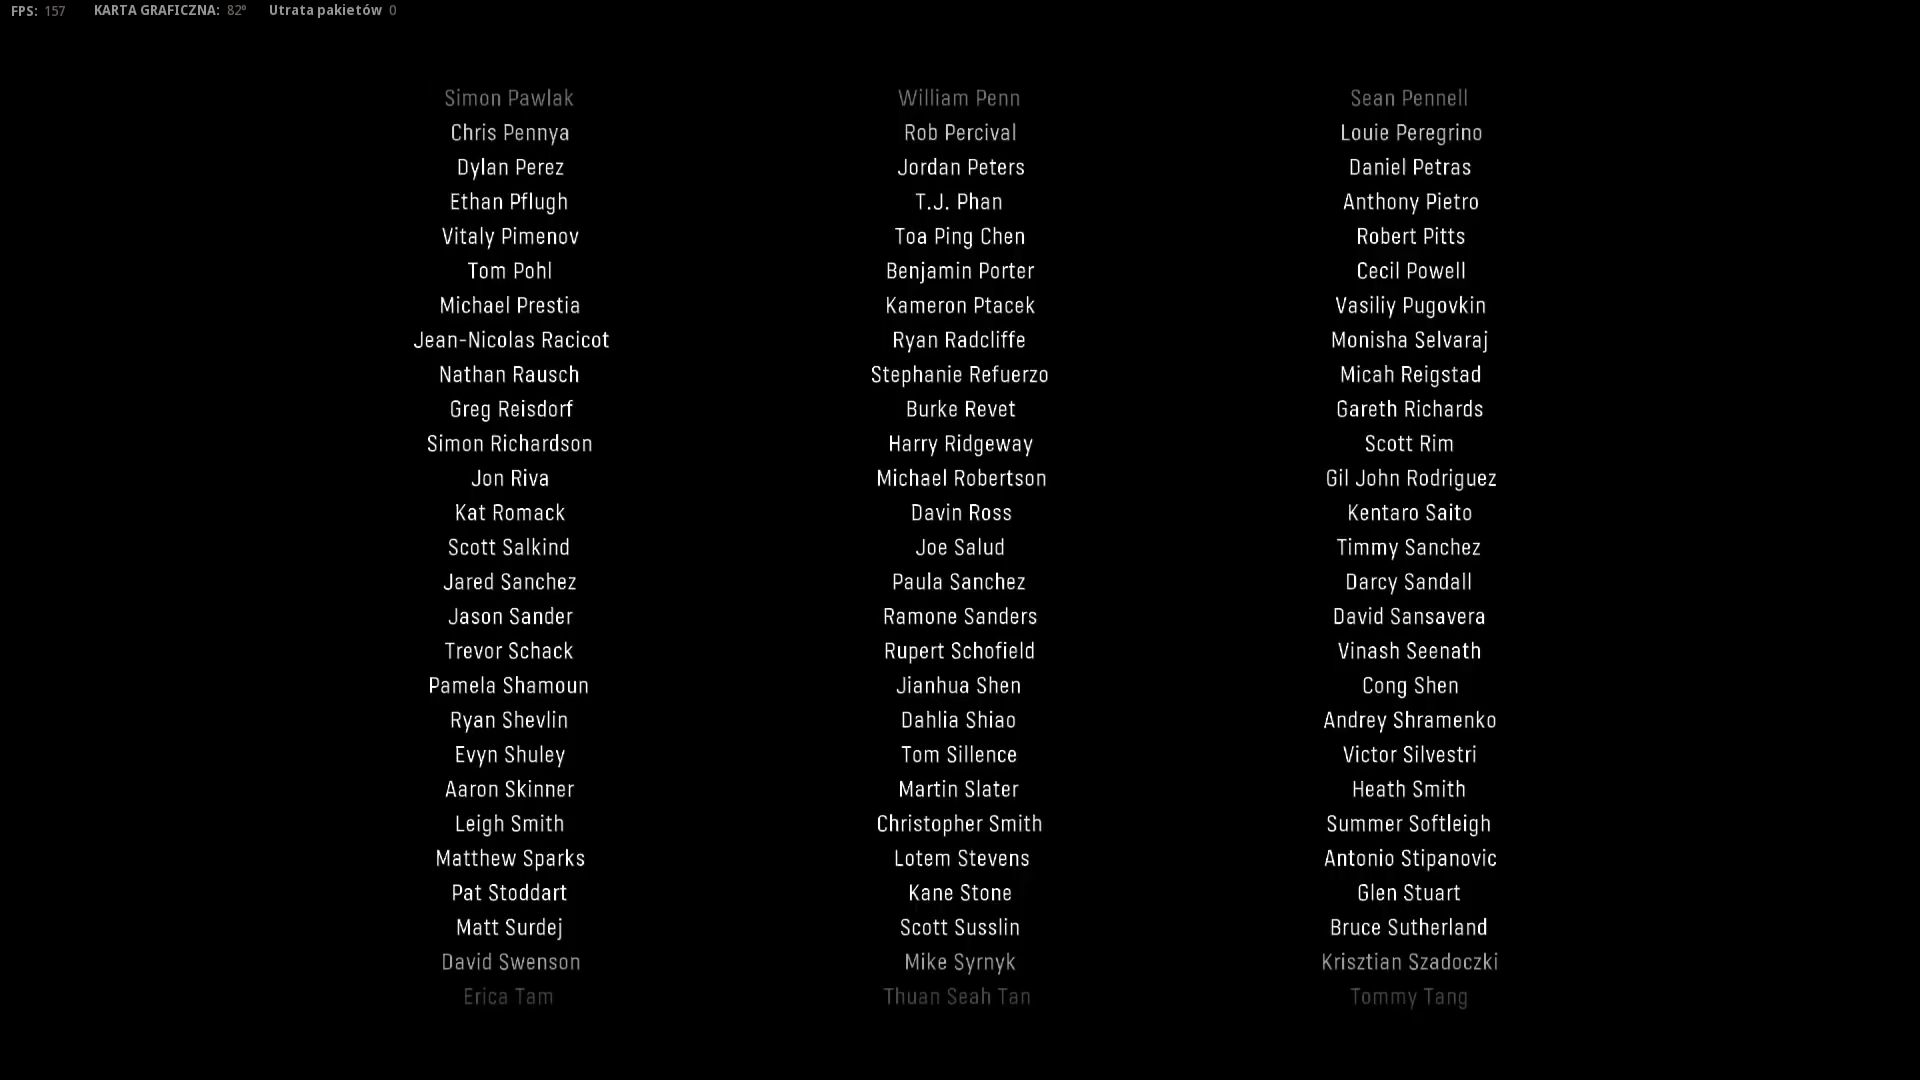 FPS: 157 KARTA GRAFICZNA: 82° Utrata pakietów 0
Simon Pawlak William Penn Sean Pennell
Chris Pennya Rob Percival Louie Peregrino
Dylan Perez Jordan Peters Daniel Petras
Ethan Pflugh T.J. Phan Anthony Pietro
Vitaly Pimenov Toa Ping Chen Robert Pitts
Tom Pohl Benjamin Porter Cecil Powell
Michael Prestia Kameron Ptacek Vasiliy Pugovkin
Jean-Nicolas Racicot Ryan Radcliffe Monisha Selvaraj
Nathan Rausch Stephanie Refuerzo Micah Reigstad
Greg Reisdorf Burke Revet Gareth Richards
Simon Richardson Harry Ridgeway Scott Rim
Jon Riva Michael Robertson Gil John Rodriguez
Kat Romack Davin Ross Kentaro Saito
Scott Salkind Joe Salud Timmy Sanchez
Jared Sanchez Paula Sanchez Darcy Sandall
Jason Sander Ramone Sanders David Sansavera
Trevor Schack Rupert Schofield Vinash Seenath
Pamela Shamoun Jianhua Shen Cong Shen
Ryan Shevlin Dahlia Shiao Andrey Shramenko
Evyn Shuley Tom Sillence Victor Silvestri
Aaron Skinner Martin Slater Heath Smith
Leigh Smith Christopher Smith Summer Softleigh
Matthew Sparks Lotem Stevens Antonio Stipanovic
Pat Stoddart Kane Stone Glen Stuart
Matt Surdej Scott Susslin Bruce Sutherland
David Swenson Mike Syrnyk Krisztian Szadoczki
Erica Tam Thuan Seah Tan Tommy Tang